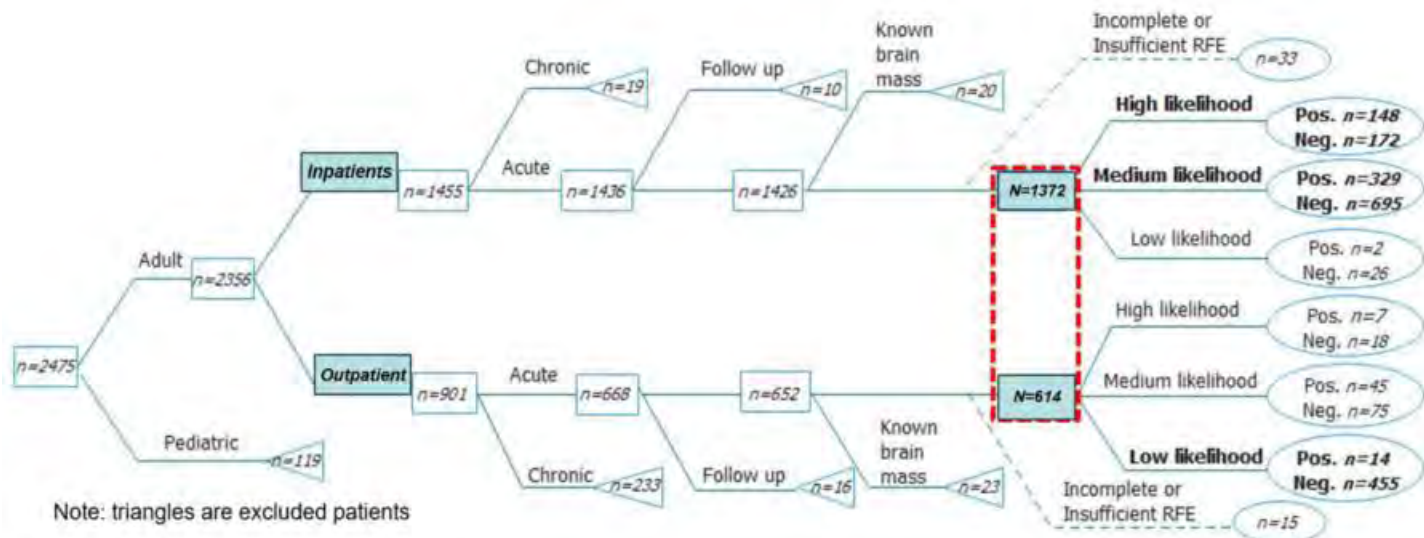 Incomplete or
Insufficient RFE
n=33
Known
brain
mass
n=20
Chronic
n=19
Follow up
n=10
High likelihood
Pos. n=148
Neg. n=172
Inpatients
n=1455
Acute
n=1436
n=1426
N=1372
Medium likelihood
Pos. n=329
Neg. n=695
Low likelihood
Pos. n=2
Neg. n=26
Adult
n=2356
High likelihood
Pos. n=7
Neg. n=18
n=2475
Outpatient
n=901
Acute
n=668
n=652
N=614
Medium likelihood
Pos. n=45
Neg. n=75
Pediatric
n=119
Chronic
n=233
Follow up
n=16
Known
brain
mass
n=23
Low likelihood
Pos. n=14
Neg. n=455
Incomplete or
Insufficient RFE
n=15
Note: triangles are excluded patients